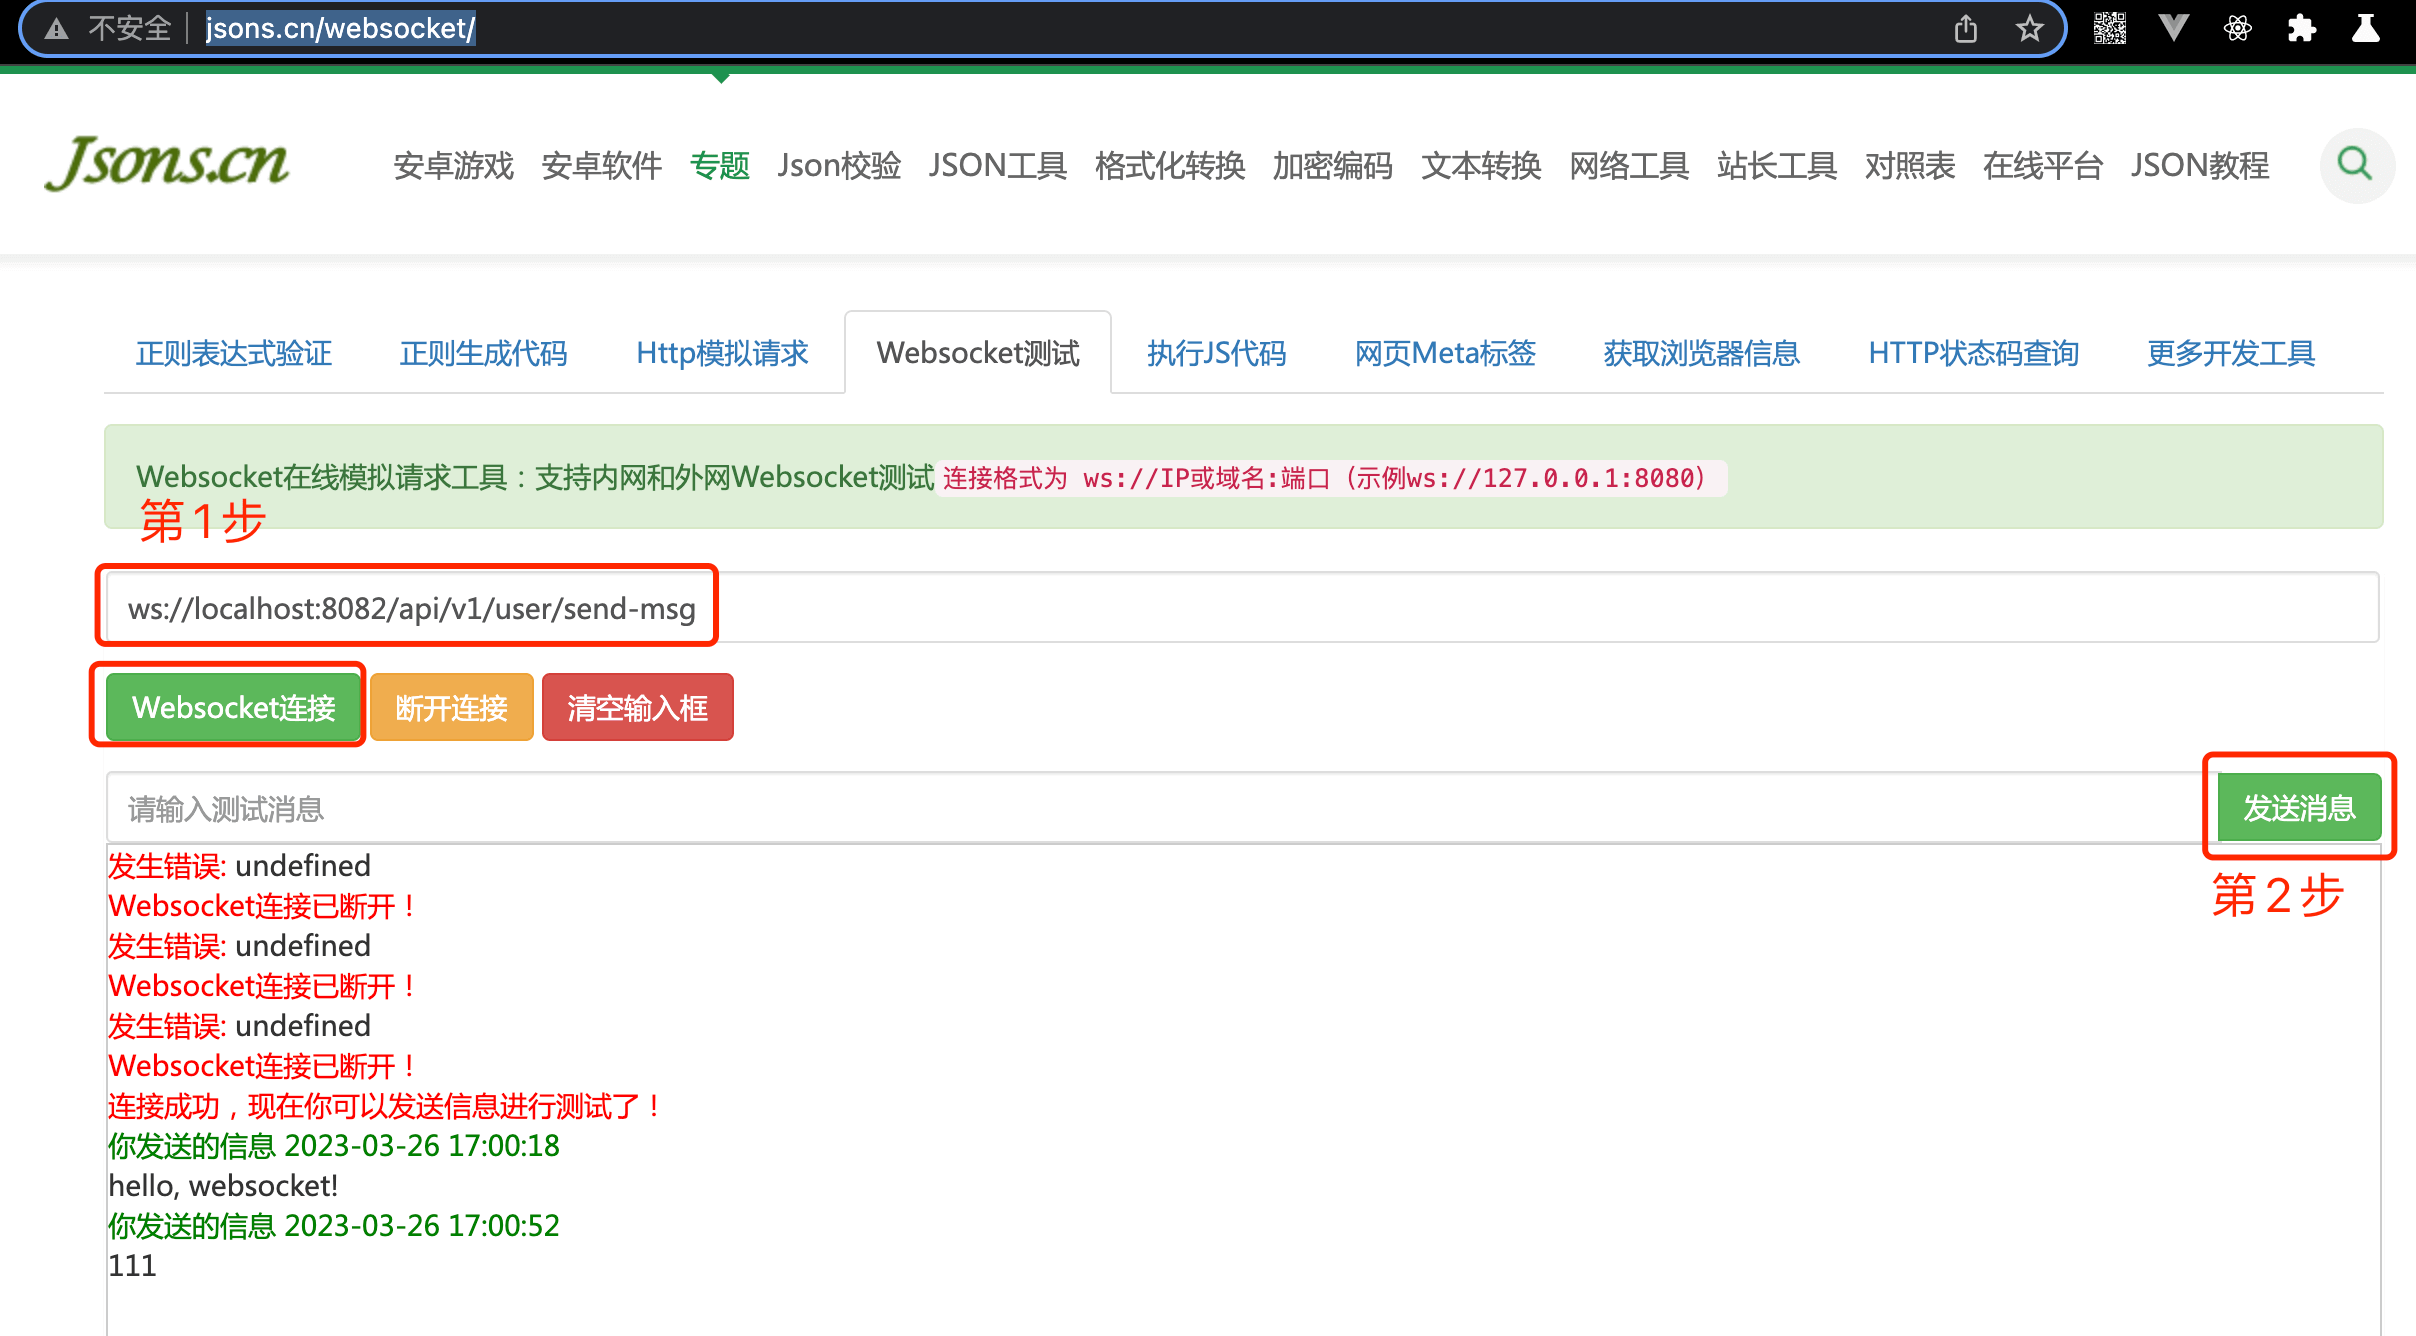 不安全 jsons.cn/websocket/
Jsons.cn 安卓游戏 安卓软件 专题 Json校验 JSON工具 格式化转换 加密编码 文本转换 网络工具 站长工具 对照表 在线平台 JSON教程
正则表达式验证 正则生成代码 Http模拟请求 Websocket测试 执行JS代码 网页Meta标签 获取浏览器信息 HTTP状态码查询 更多开发工具
Websocket在线模拟请求工具：支持内网和外网Websocket测试 连接格式为 ws://IP或域名:端口（示例ws://127.0.0.1:8080）
第1步
ws://localhost:8082/api/v1/user/send-msg
Websocket连接 断开连接 清空输入框
请输入测试消息 发送消息
第2步
发生错误: undefined
Websocket连接已断开！
发生错误: undefined
Websocket连接已断开！
发生错误: undefined
Websocket连接已断开！
连接成功，现在你可以发送信息进行测试了！
你发送的信息 2023-03-26 17:00:18
hello, websocket!
你发送的信息 2023-03-26 17:00:52
111